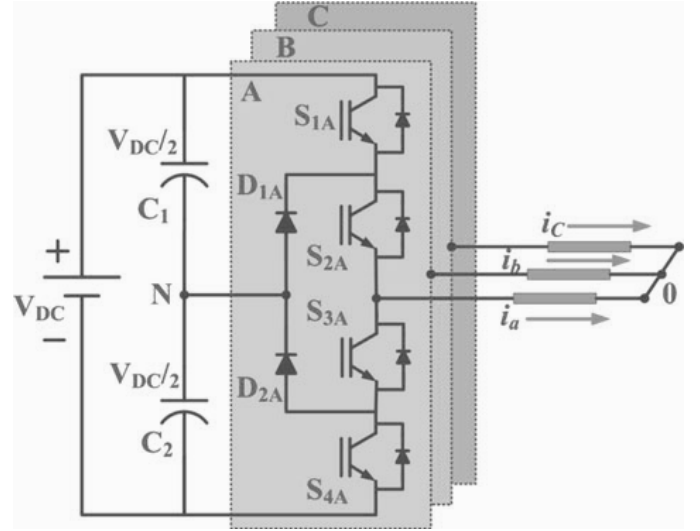 C
B
A
S1A
VDC/2
D1A
C1
S2A
iC
ib
+
N
0
VDC
S3A
ia
−
VDC/2
D2A
C2
S4A